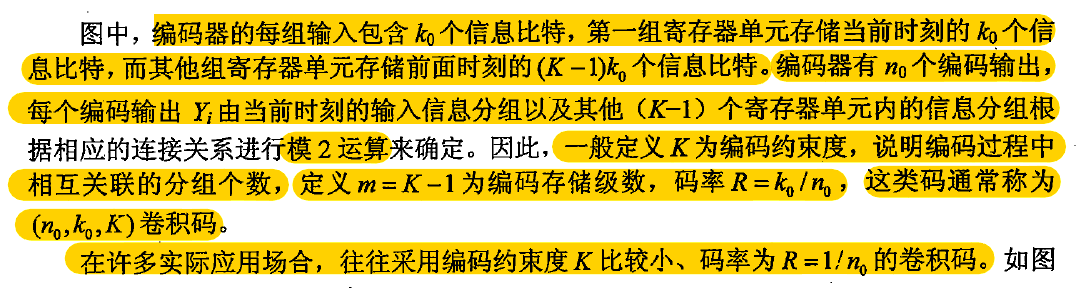 图中，编码器的每组输入包含 k₀ 个信息比特，第一组寄存器单元存储当前时刻的 k₀ 个信
息比特，而其他组寄存器单元存储前面时刻的 (K −1)k₀ 个信息比特。编码器有 n₀ 个编码输出，
每个编码输出 Yᵢ 由当前时刻的输入信息分组以及其他（K−1）个寄存器单元内的信息分组根
据相应的连接关系进行模 2 运算来确定。因此，一般定义 K 为编码约束度，说明编码过程中
相互关联的分组个数，定义 m = K −1 为编码存储级数，码率 R = k₀ / n₀，这类码通常称为
(n₀,k₀,K) 卷积码。
在许多实际应用场合，往往采用编码约束度 K 比较小、码率为 R =1/ n₀ 的卷积码。如图